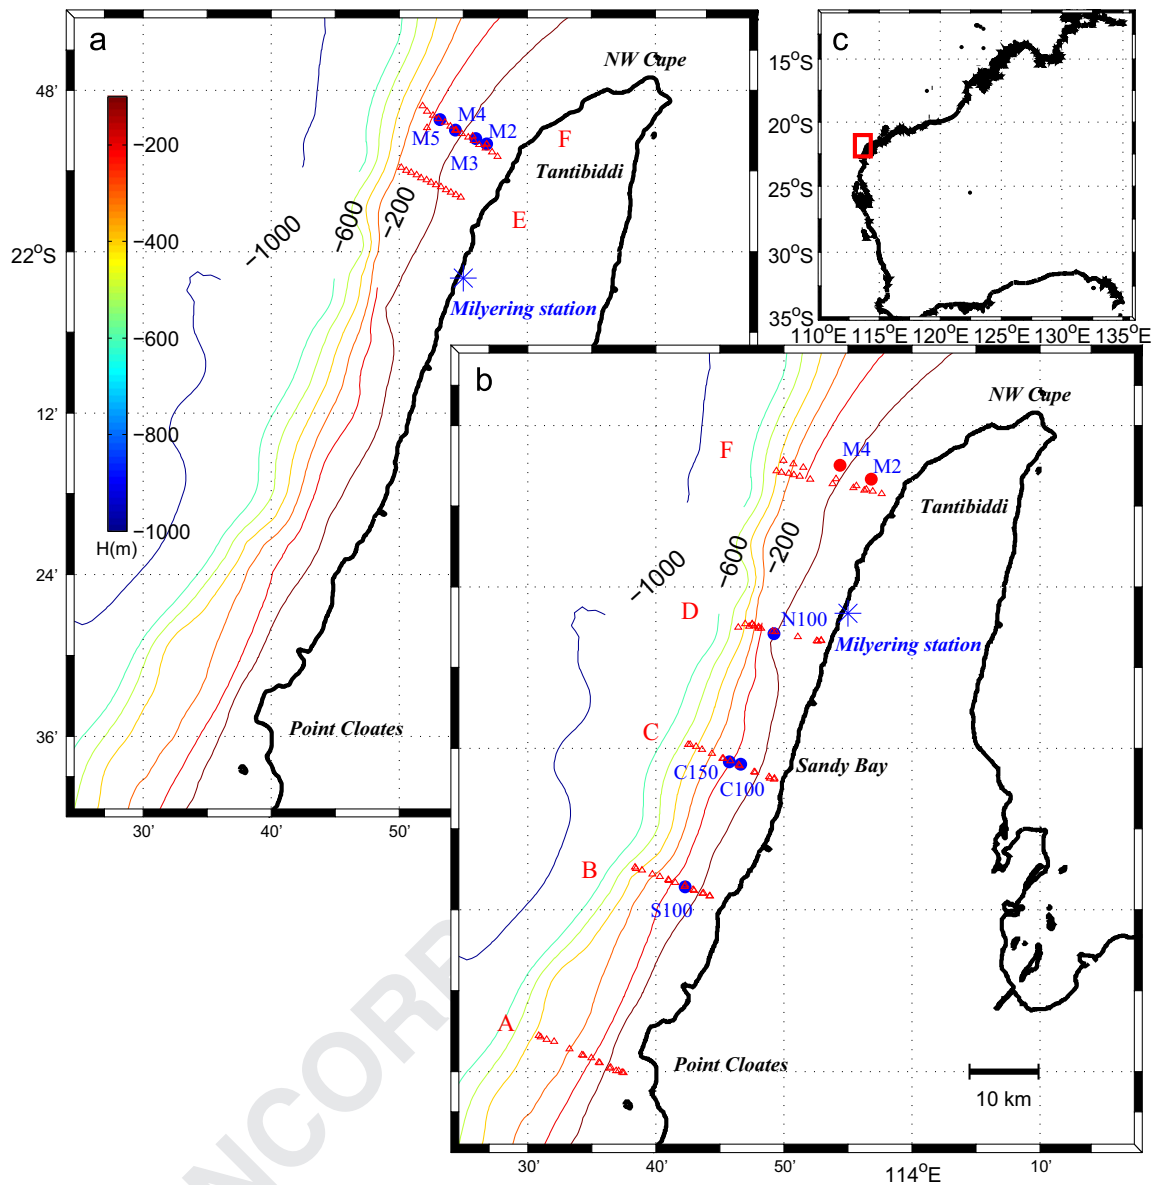 a
NW Cape
48'
M4
M5
M2
M3
F
Tantibiddi
E
−200
−400
−600
−800
−1000
H(m)
−1000
−600
−200
22°S
Milyering station
12'
24'
36'
Point Cloates
30'
40'
50'
c
15°S
20°S
25°S
30°S
35°S
110°E
115°E
120°E
125°E
130°E
135°E
b
NW Cape
F
M4
M2
Tantibiddi
−1000
−600
−200
D
N100
Milyering station
C
C150
C100
Sandy Bay
B
S100
A
Point Cloates
10 km
30'
40'
50'
114°E
10'
NCORR